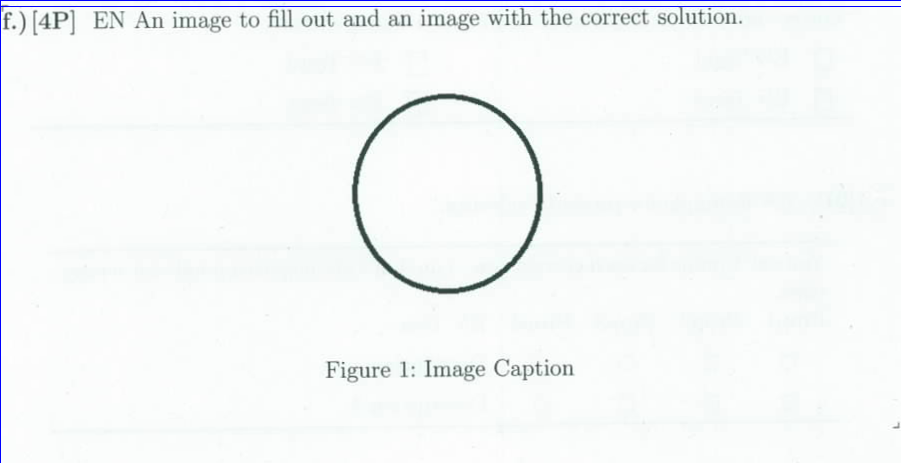 f.) [4P] EN An image to fill out and an image with the correct solution.
Figure 1: Image Caption